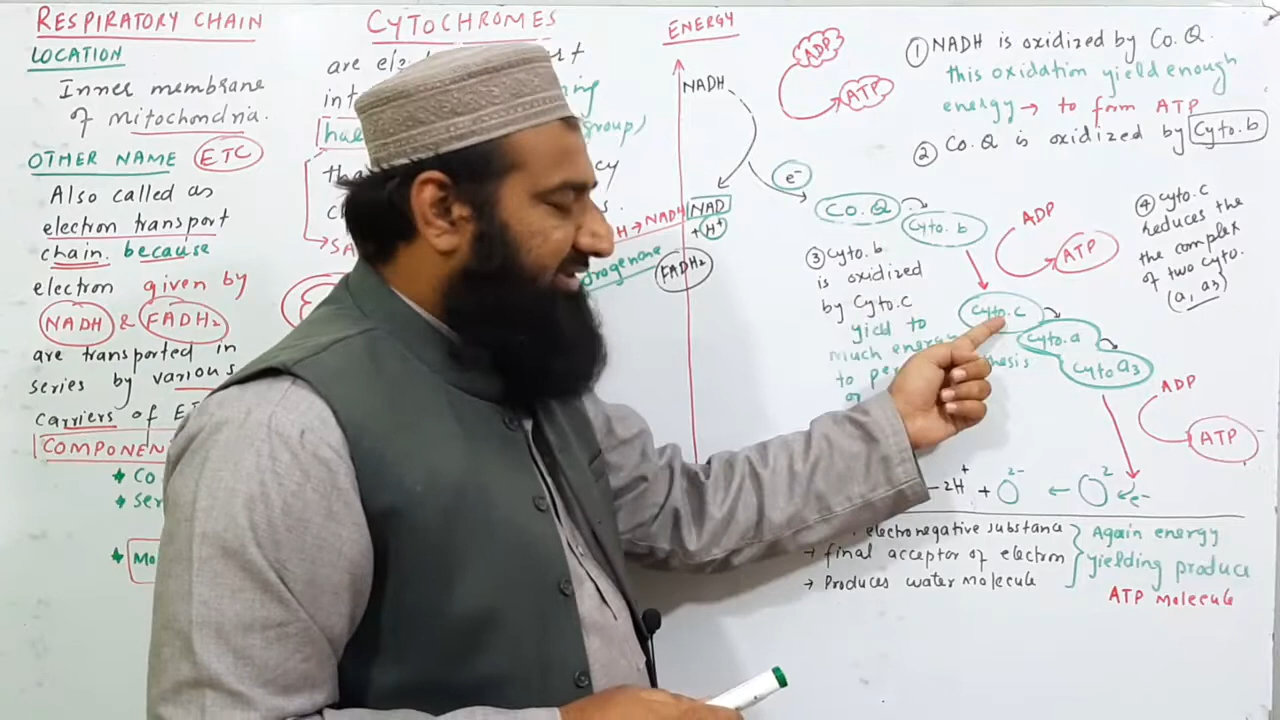 RESPIRATORY CHAIN
LOCATION
Inner membrane
of mitochondria.
OTHER NAME ETC
Also called as
electron transport
chain. because
electron given by
NADH & FADH2
are transported in
series by various
carriers of
COMPONEN
CYTOCHROMES
are
group)
ENERGY
NADH
NAD
+ H+
FADH2
H → NADH
ADP
ATP
e-
Co.Q
Cyto.b
ADP
ATP
Cyto.c
Cyto.a
Cyto a3
ADP
ATP
① NADH is oxidized by Co.Q.
this oxidation yield enough
energy → to form ATP
② Co.Q is oxidized by Cyto.b
③ Cyto.b
is oxidized
by Cyto.c
yield to
much energy
to
④ Cyto.c
Reduces the
the complex
of two cyto.
(a, a3)
2H+ + O2- ← O2 e-
electronegative substance
→ final acceptor of electron
→ Produces water molecule
Again energy
yielding produce
ATP Molecule